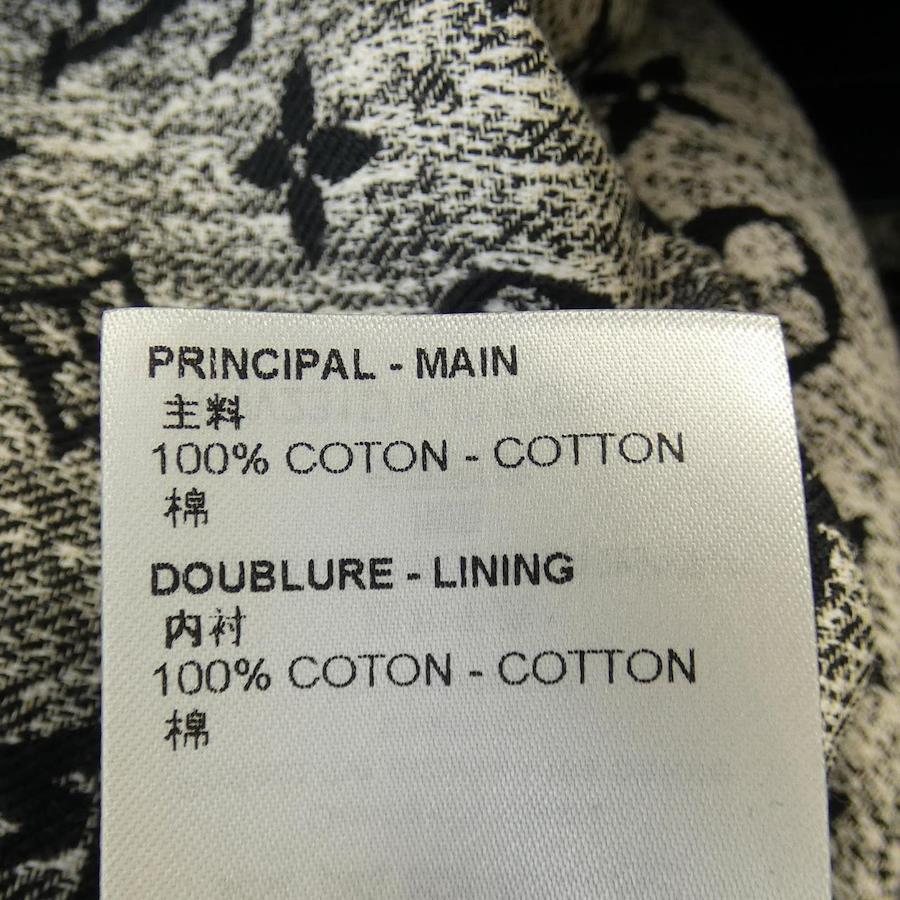 PRINCIPAL - MAIN
主料
100% COTON - COTTON
棉
DOUBLURE - LINING
内衬
100% COTON - COTTON
棉